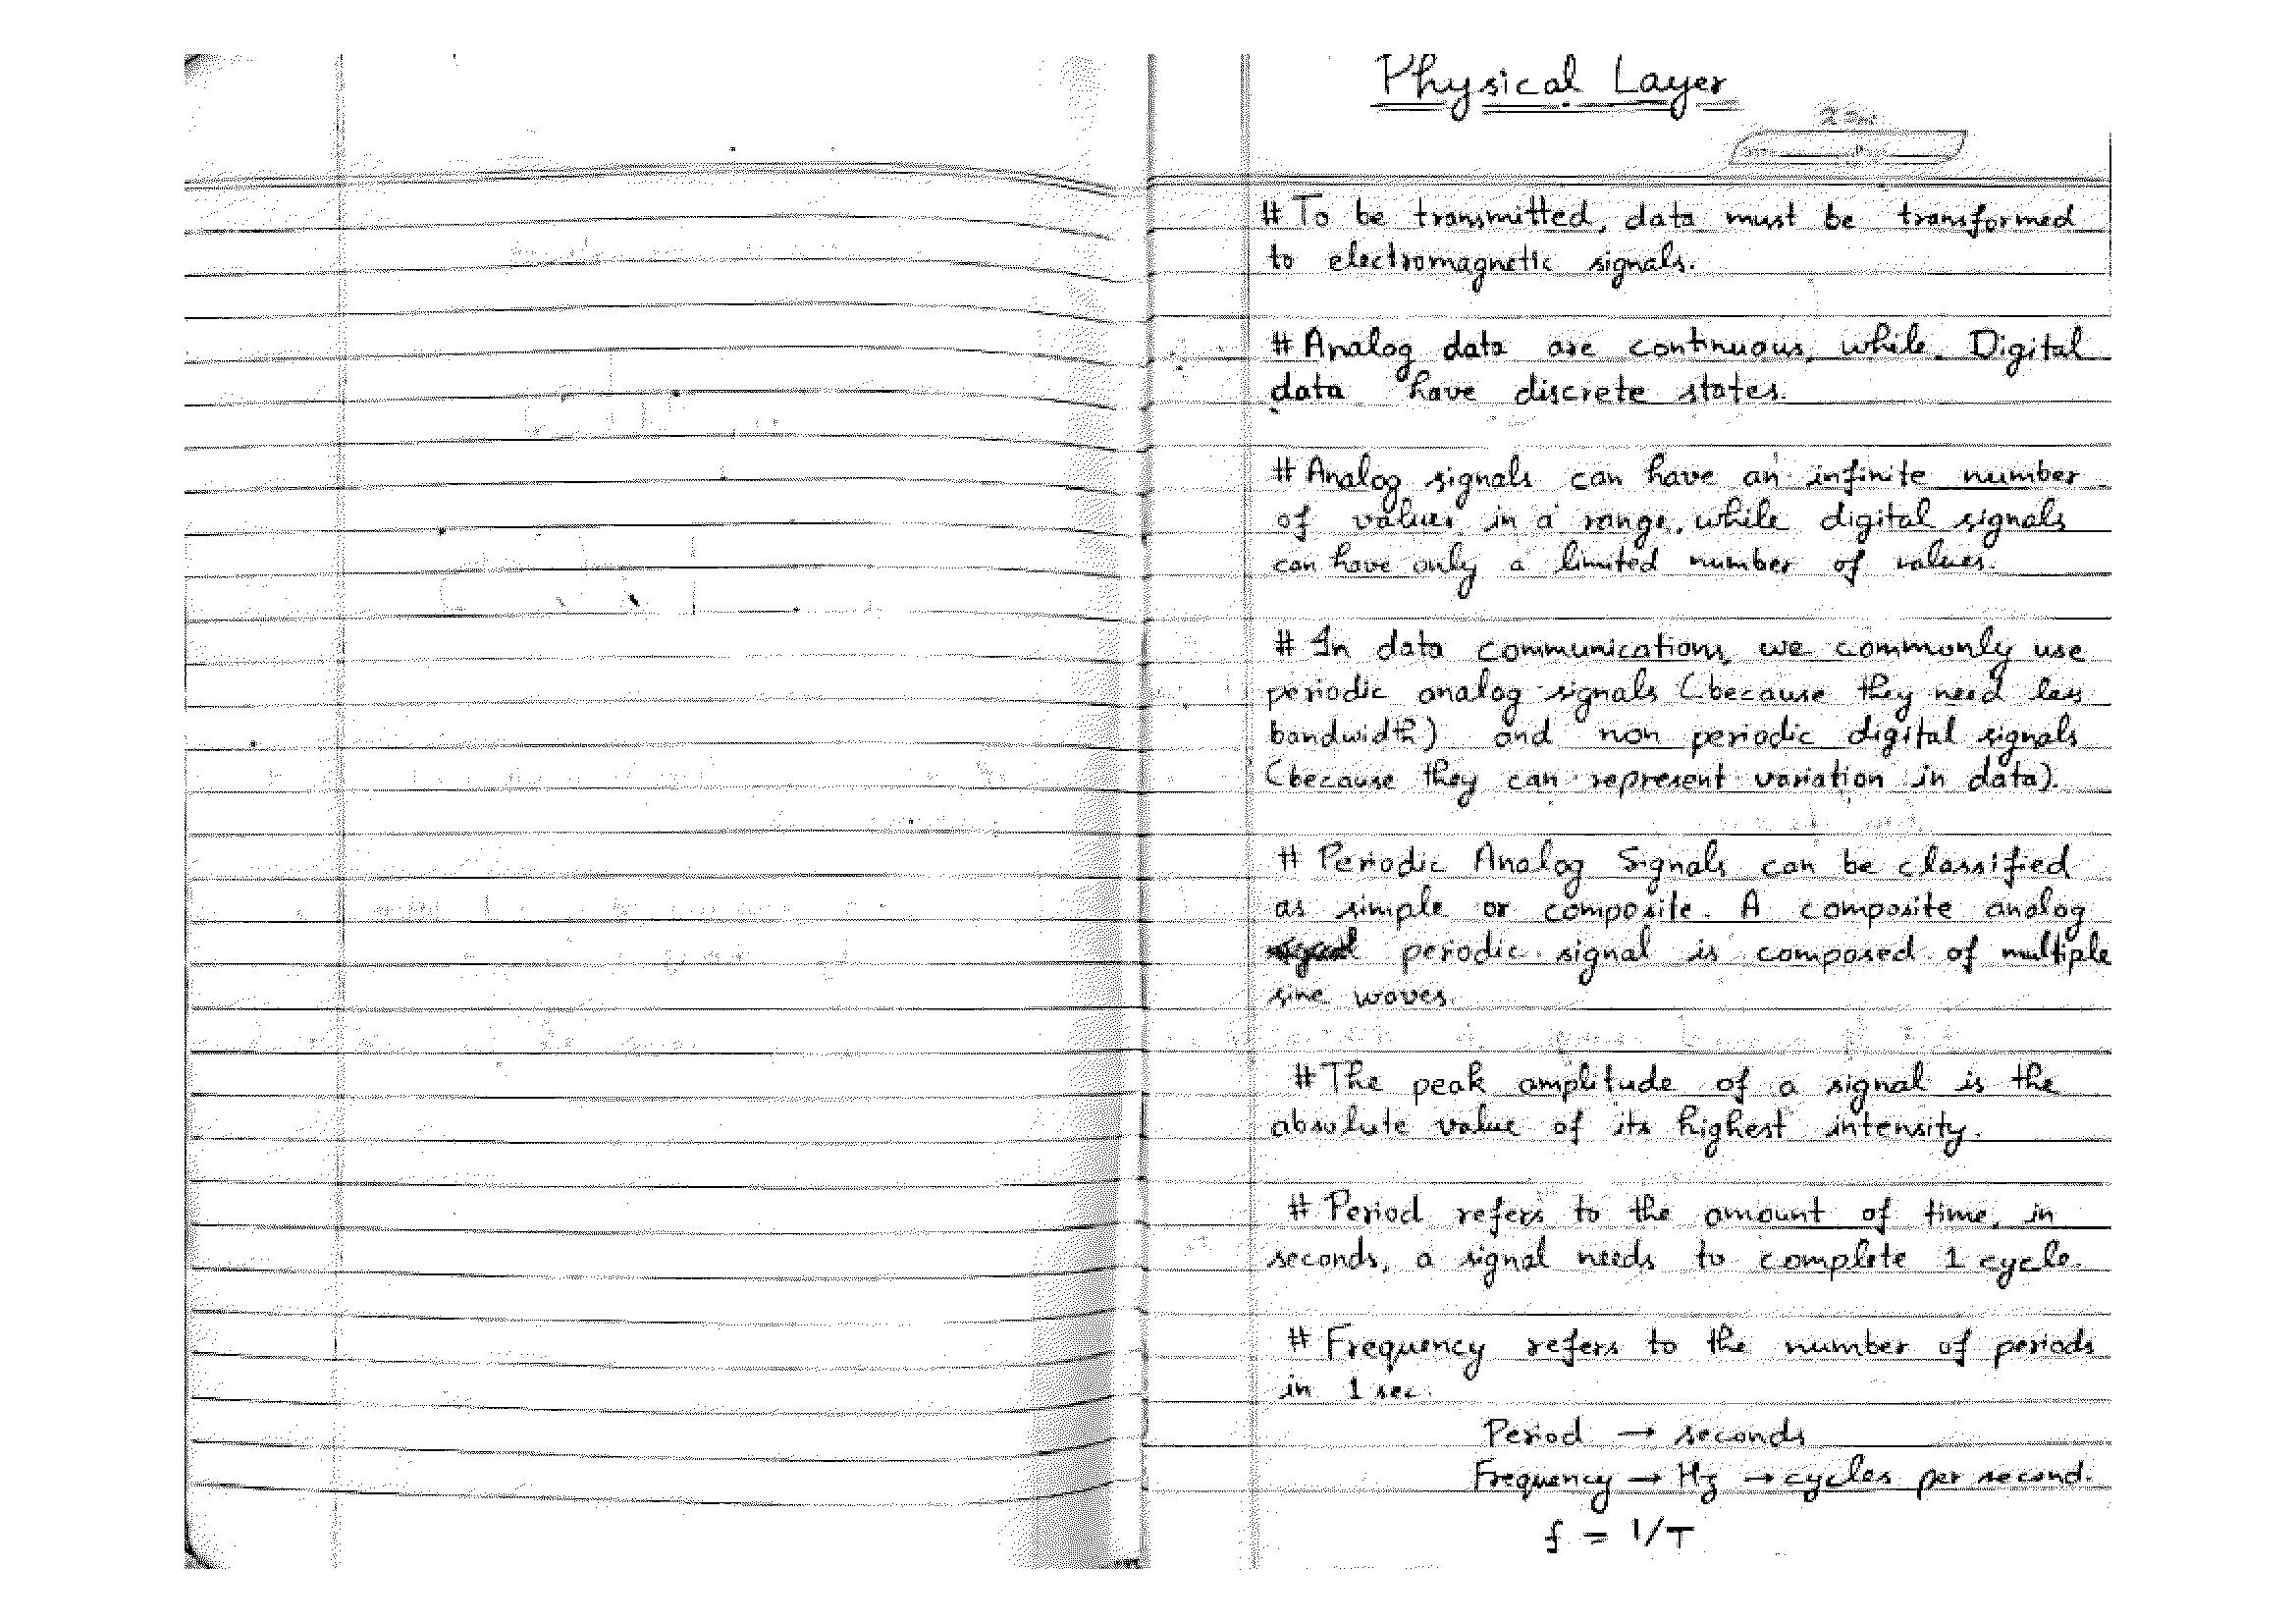 Physical Layer
# To be transmitted, data must be transformed
to electromagnetic signals.
# Analog data are continuous, while Digital
data have discrete states.
# Analog signals can have an infinite number
of values in a range, while digital signals
can have only a limited number of values.
# In data communications, we commonly use
periodic analog signals (because they need less
bandwidth) and non periodic digital signals
(because they can represent variation in data).
# Periodic Analog Signals can be classified
as simple or composite. A composite analog
periodic signal is composed of multiple
sine waves.
# The peak amplitude of a signal is the
absolute value of its highest intensity.
# Period refers to the amount of time, in
seconds, a signal needs to complete 1 cycle.
# Frequency refers to the number of periods
in 1 sec.
Period → seconds
Frequency → Hz → cycles per second.
f = 1/T